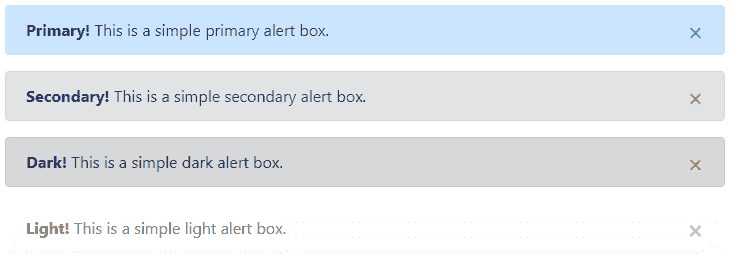 Primary! This is a simple primary alert box. ×
Secondary! This is a simple secondary alert box. ×
Dark! This is a simple dark alert box. ×
Light! This is a simple light alert box. ×